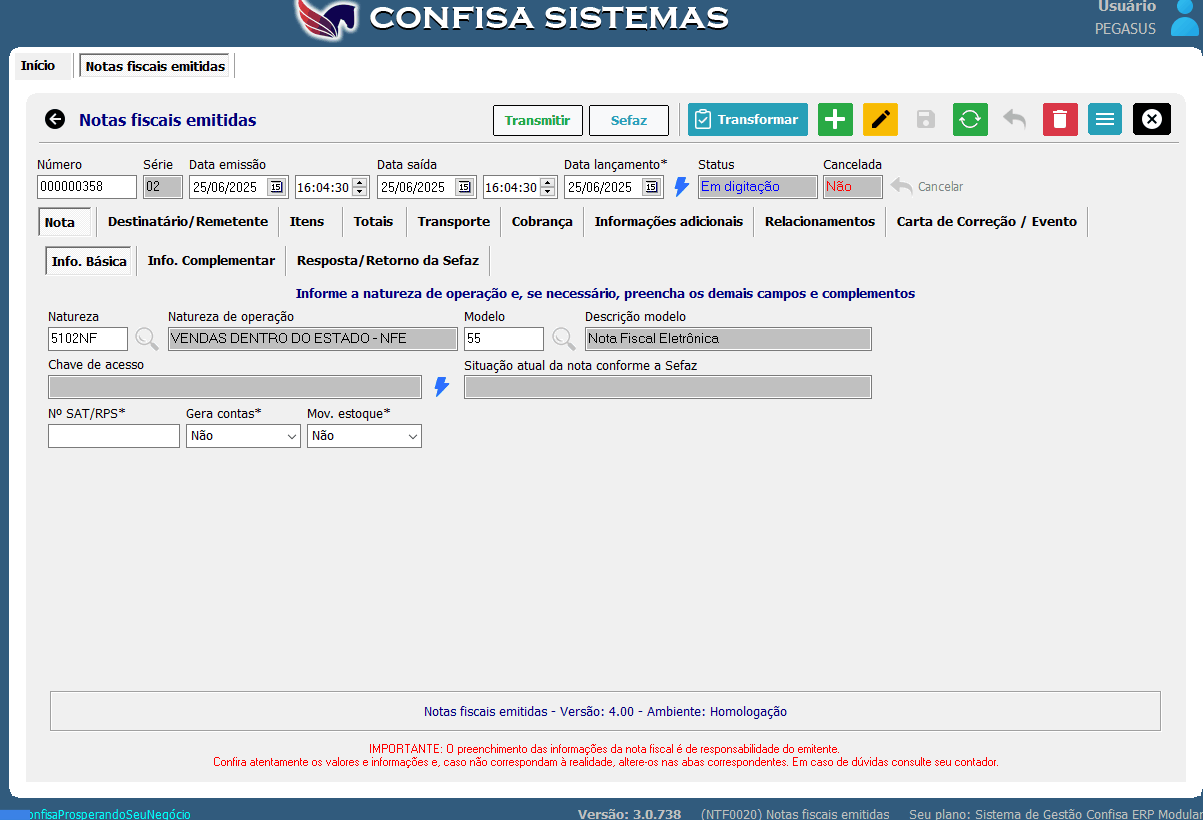 CONFISA SISTEMAS
Usuário
PEGASUS
Início
Notas fiscais emitidas
Notas fiscais emitidas
Transmitir
Sefaz
Transformar
Número
Série
Data emissão
Data saída
Data lançamento*
Status
Cancelada
000000358
02
25/06/2025
15
16:04:30
25/06/2025
15
16:04:30
25/06/2025
15
Em digitação
Não
Cancelar
Nota
Destinatário/Remetente
Itens
Totais
Transporte
Cobrança
Informações adicionais
Relacionamentos
Carta de Correção / Evento
Info. Básica
Info. Complementar
Resposta/Retorno da Sefaz
Informe a natureza de operação e, se necessário, preencha os demais campos e complementos
Natureza
Natureza de operação
Modelo
Descrição modelo
5102NF
VENDAS DENTRO DO ESTADO - NFE
55
Nota Fiscal Eletrônica
Chave de acesso
Situação atual da nota conforme a Sefaz
Nº SAT/RPS*
Gera contas*
Mov. estoque*
Não
Não
Notas fiscais emitidas - Versão: 4.00 - Ambiente: Homologação
IMPORTANTE: O preenchimento das informações da nota fiscal é de responsabilidade do emitente.
Confira atentamente os valores e informações e, caso não correspondam à realidade, altere-os nas abas correspondentes. Em caso de dúvidas consulte seu contador.
onfisaProsperandoSeuNegócio
Versão: 3.0.738
(NTF0020) Notas fiscais emitidas
Seu plano: Sistema de Gestão Confisa ERP Modular